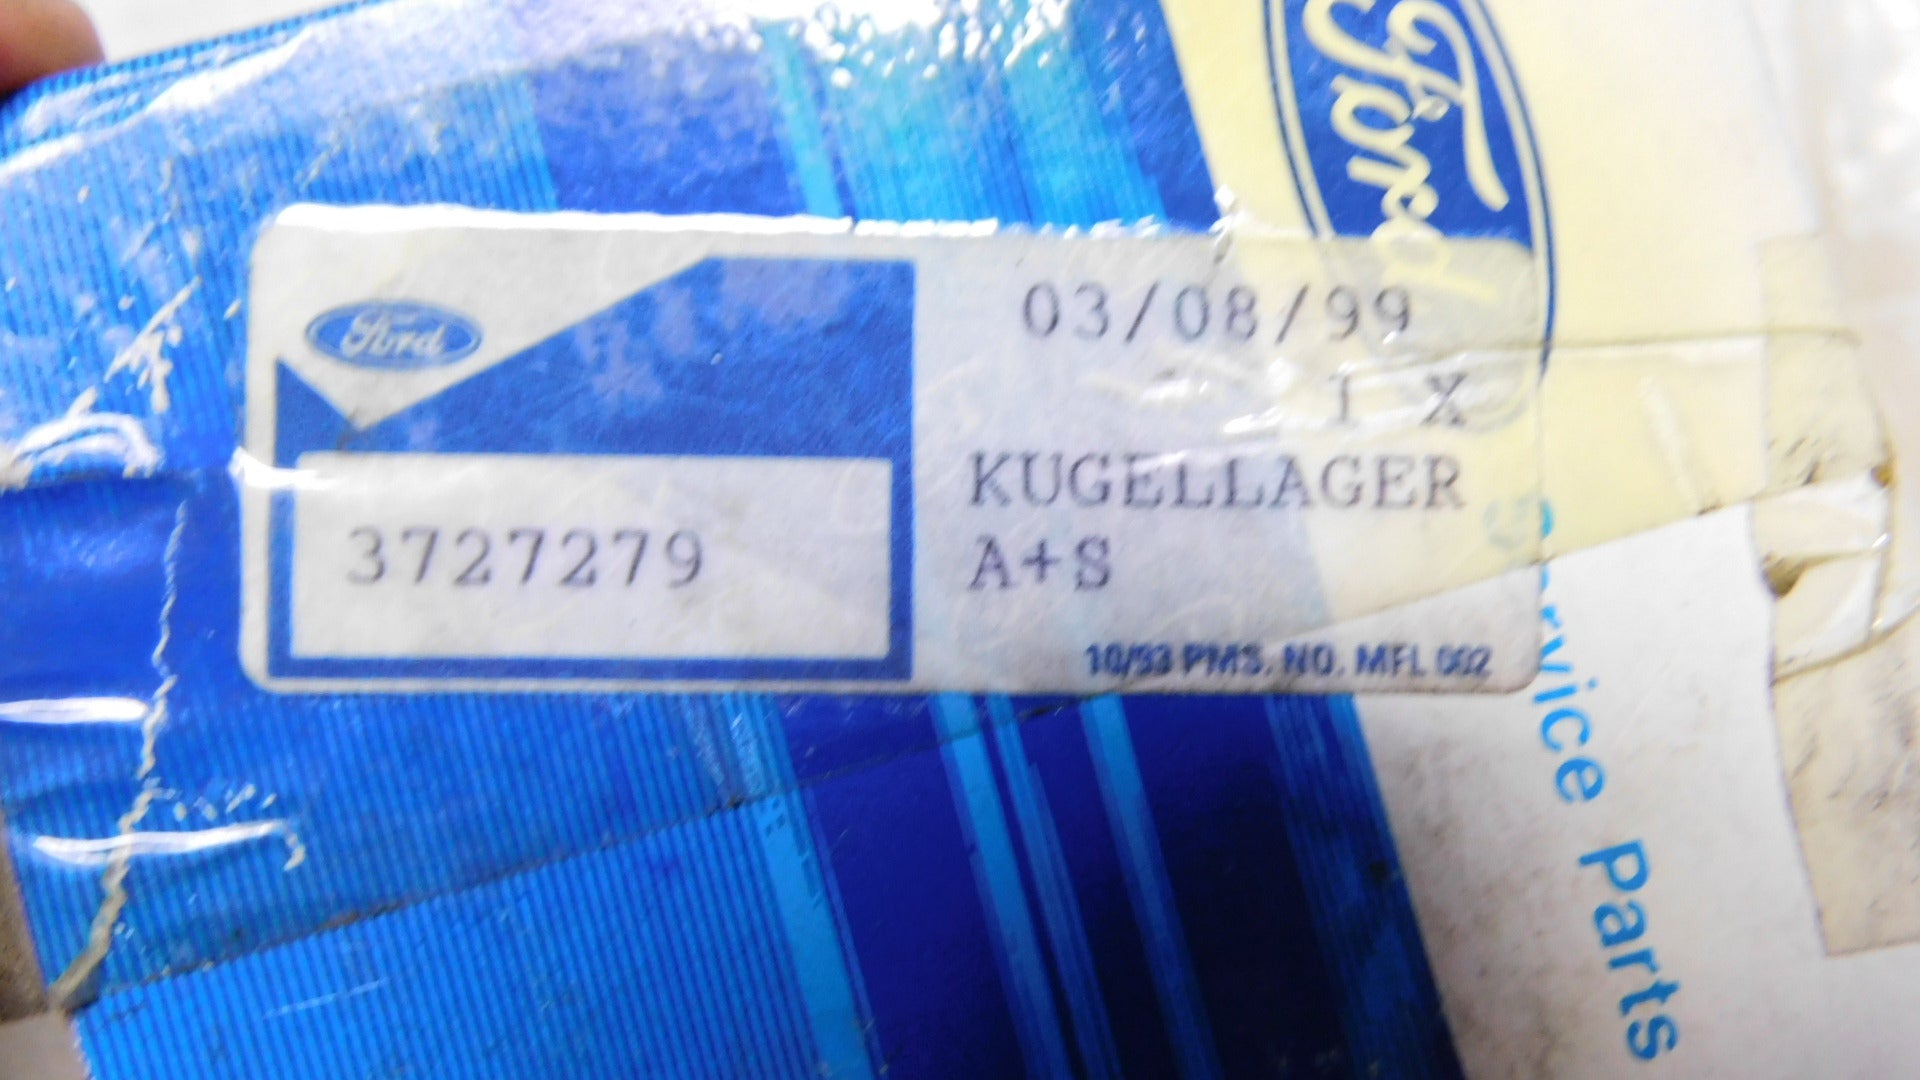 Ford
Ford
03/08/99
1 X
KUGELLAGER
3727279
A+S
10/93 PMS. NO. MFL 002
Service Parts